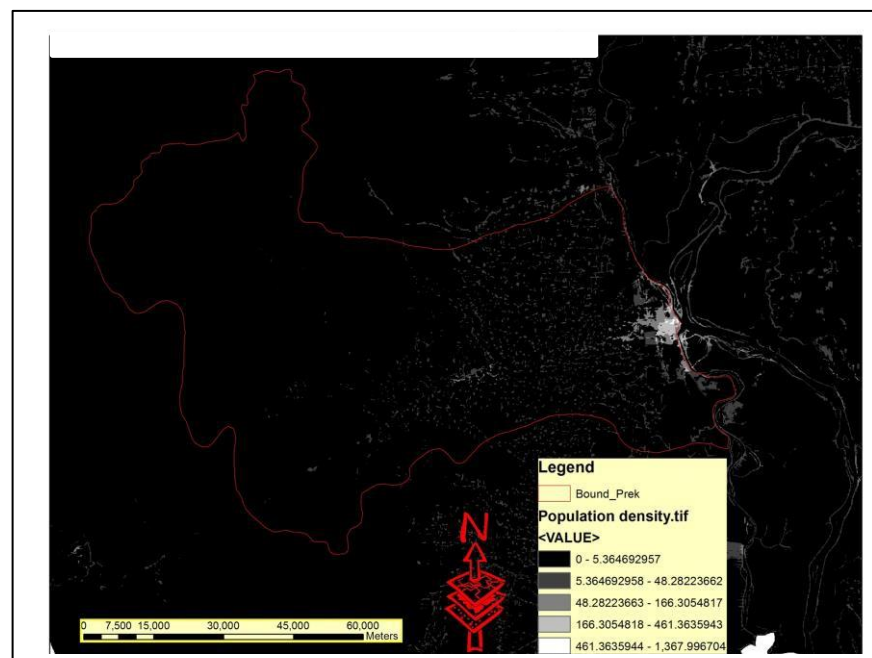 N
Legend
Bound_Prek
Population density.tif
<VALUE>
0 - 5.364692957
5.364692958 - 48.28223662
48.28223663 - 166.3054817
166.3054818 - 461.3635943
461.3635944 - 1,367.996704
0 7,500 15,000 30,000 45,000 60,000
Meters